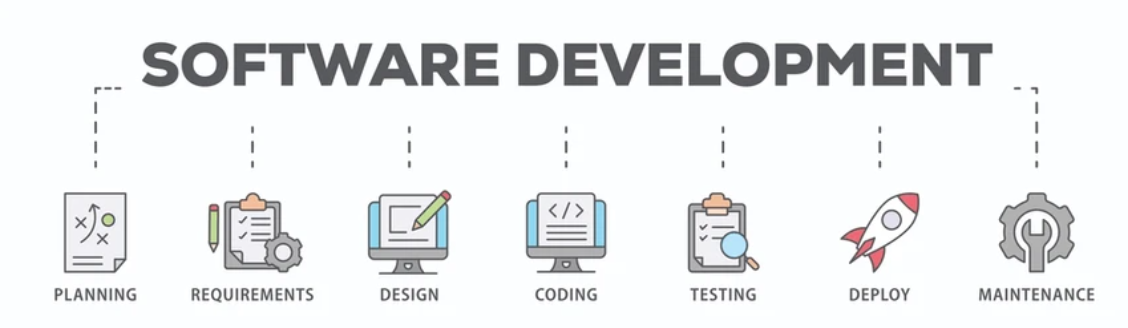 SOFTWARE DEVELOPMENT
PLANNING
REQUIREMENTS
DESIGN
</>
CODING
TESTING
DEPLOY
MAINTENANCE